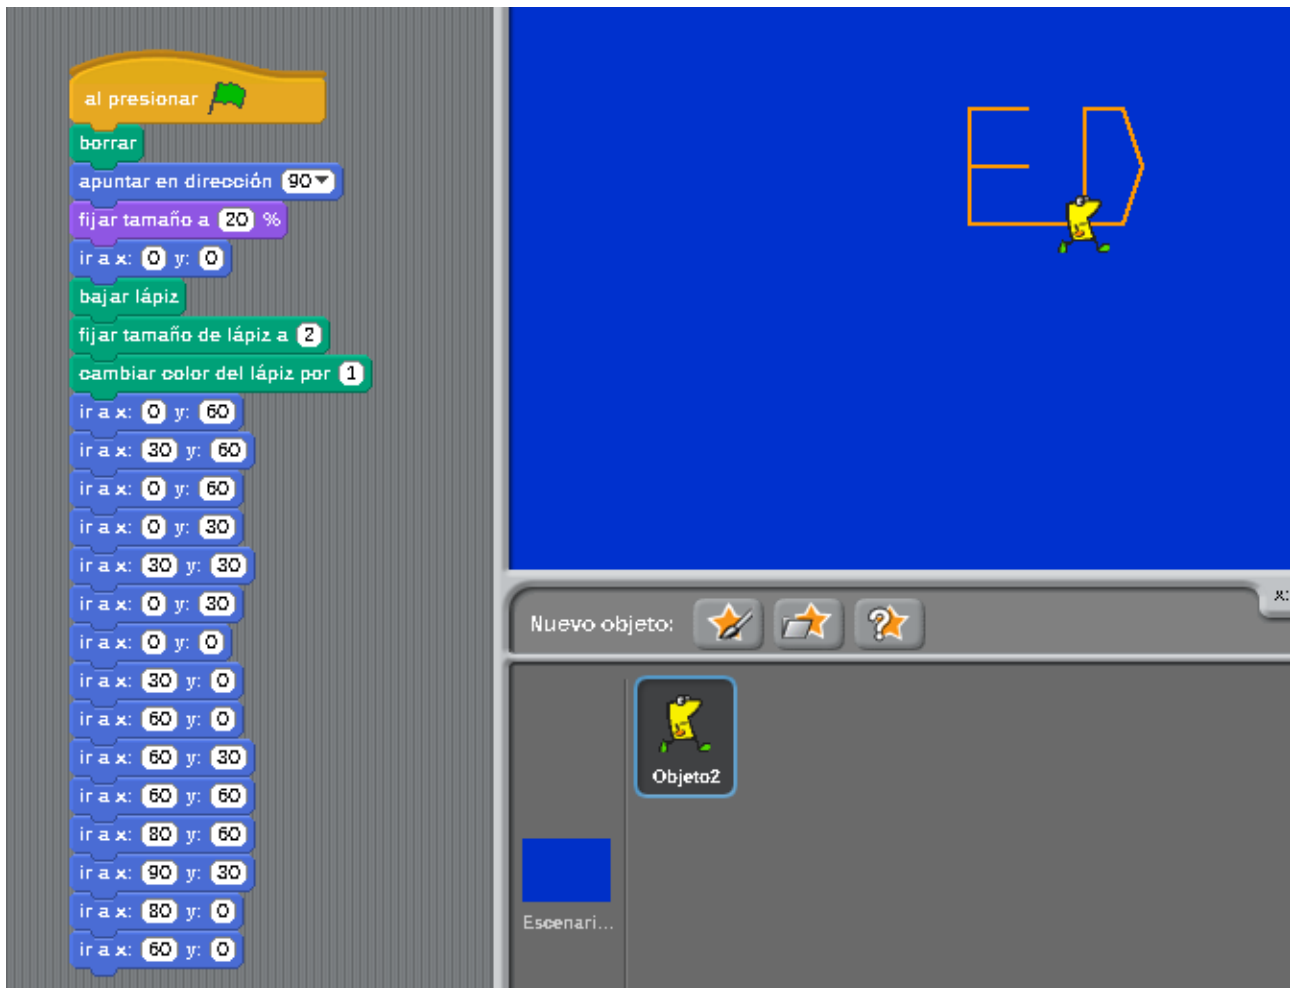 al presionar
borrar
apuntar en dirección 90
fijar tamaño a 20 %
ir a x: 0 y: 0
bajar lápiz
fijar tamaño de lápiz a 2
cambiar color del lápiz por 1
ir a x: 0 y: 60
ir a x: 30 y: 60
ir a x: 0 y: 60
ir a x: 0 y: 30
ir a x: 30 y: 30
ir a x: 0 y: 30
ir a x: 0 y: 0
ir a x: 30 y: 0
ir a x: 60 y: 0
ir a x: 60 y: 30
ir a x: 60 y: 60
ir a x: 80 y: 60
ir a x: 90 y: 30
ir a x: 80 y: 0
ir a x: 60 y: 0
ED
x:
Nuevo objeto:
Objeto2
Escenari...